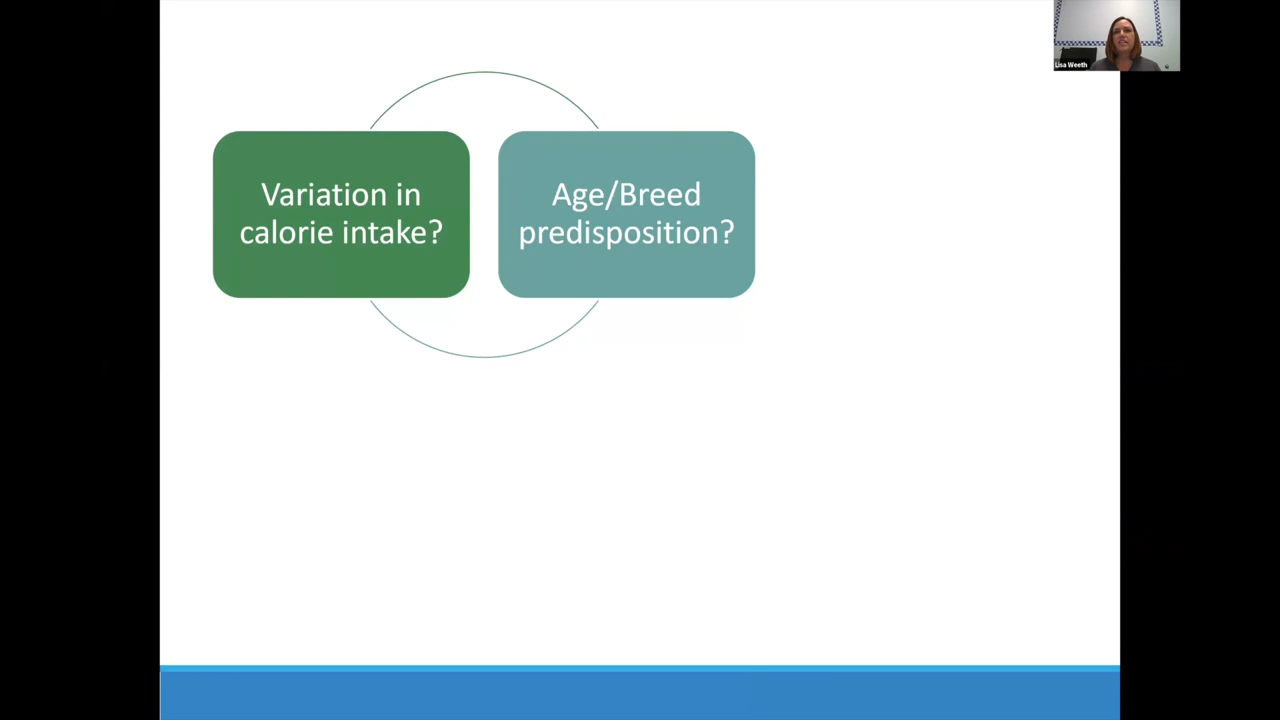 Lisa Weeth
Variation in
calorie intake?
Age/Breed
predisposition?